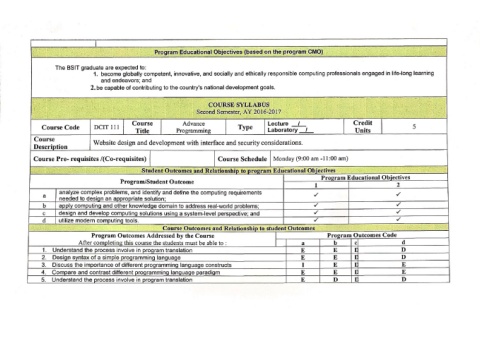 Program Educational Objectives (based on the program CMO)
The BSIT graduate are expected to:
1. become globally competent, innovative, and socially and ethically responsible computing professionals engaged in life-long learning
and endeavors; and
2. be capable of contributing to the country's national development goals.
COURSE SYLLABUS
Second Semester, AY 2016-2017
Course Code DCIT 111 Course Title Advance Programming Type Lecture _/_ Laboratory _/_ Credit Units 5
Course Description Website design and development with interface and security considerations.
Course Pre- requisites /(Co-requisites) Course Schedule Monday (9:00 am -11:00 am)
Student Outcomes and Relationship to program Educational Objectives
Program/Student Outcome Program Educational Objectives
1 2
a analyze complex problems, and identify and define the computing requirements needed to design an appropriate solution; ✓ ✓
b apply computing and other knowledge domain to address real-world problems; ✓ ✓
c design and develop computing solutions using a system-level perspective; and ✓ ✓
d utilize modern computing tools. ✓ ✓
Course Outcomes and Relationship to student Outcomes
Program Outcomes Addressed by the Course Program Outcomes Code
After completing this course the students must be able to : a b c d
1. Understand the process involve in program translation E E E D
2. Design syntax of a simple programming language E E E D
3. Discuss the importance of different programming language constructs I E E E
4. Compare and contrast different programming language paradigm E E E E
5. Understand the process involve in program translation E D E D